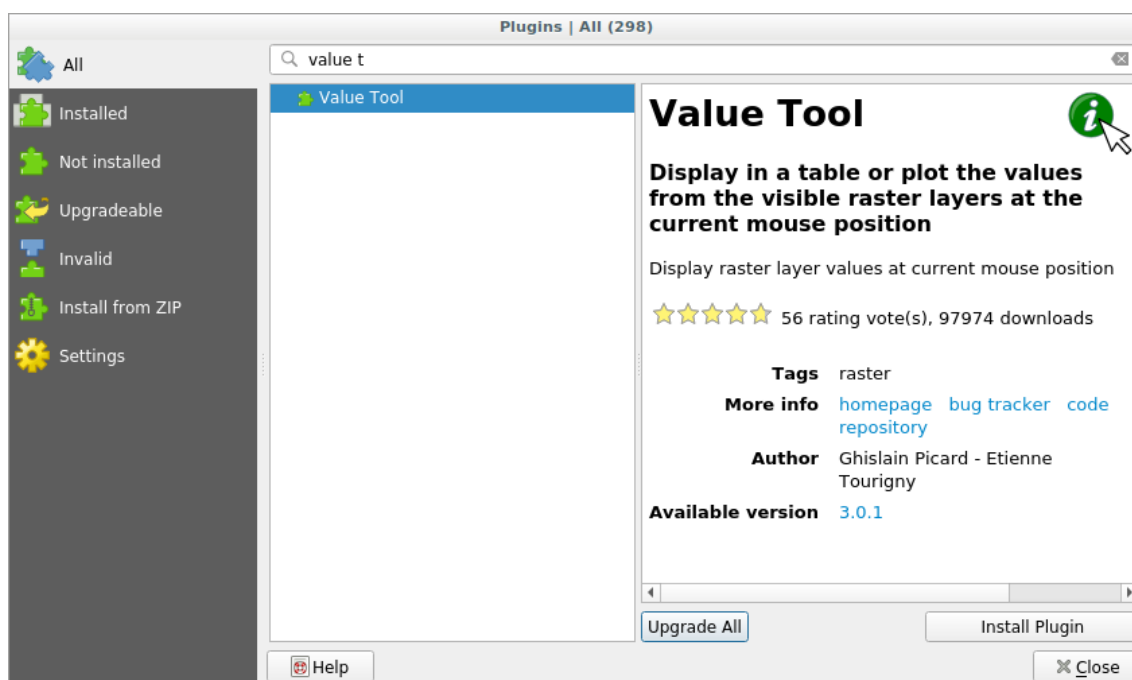 Plugins | All (298)
All
value t
Installed
Not installed
Upgradeable
Invalid
Install from ZIP
Settings
Value Tool
Value Tool
Display in a table or plot the values
from the visible raster layers at the
current mouse position
Display raster layer values at current mouse position
56 rating vote(s), 97974 downloads
Tags raster
More info homepage bug tracker code
repository
Author Ghislain Picard - Etienne
Tourigny
Available version 3.0.1
Upgrade All
Install Plugin
Help
Close